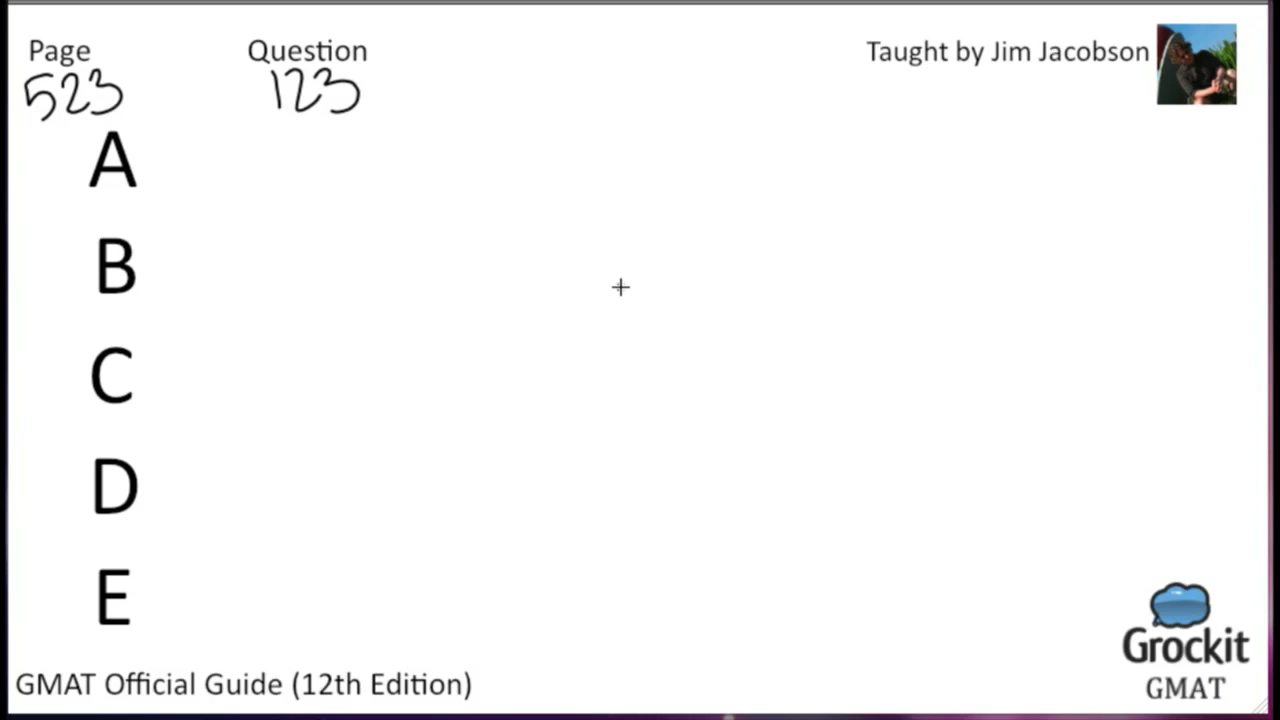 Page Question Taught by Jim Jacobson
523 123
A
B
C
D
E
Grockit
GMAT
GMAT Official Guide (12th Edition)